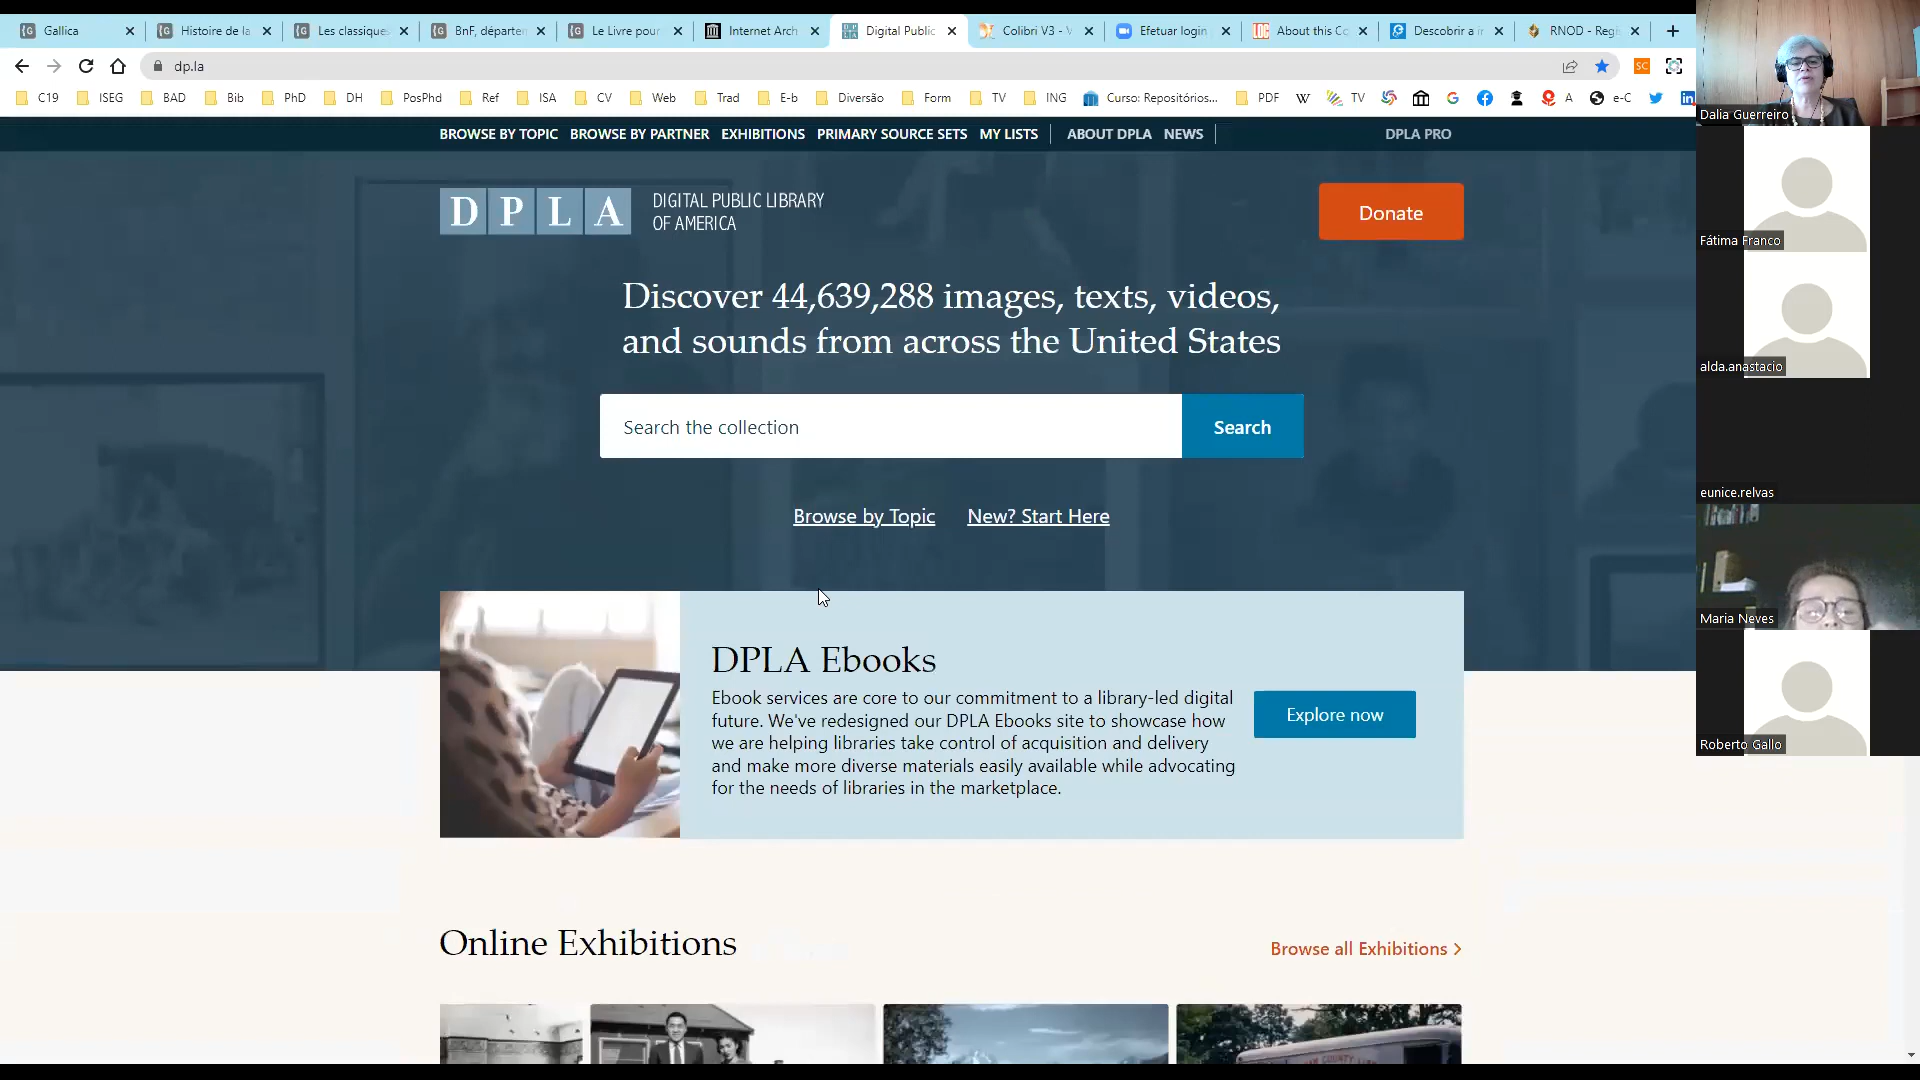 Gallica
Histoire de la
Les classiques
BnF, départem
Le Livre pour
Internet Arch
Digital Public
Colibri V3 - V
Efetuar login
About this Co
Descobrir a i
RNOD - Regi
dp.la
SC
C19 ISEG BAD Bib PhD DH PosPhd Ref ISA CV Web Trad E-b Diversão Form TV ING Curso: Repositórios... PDF W TV A e-C
BROWSE BY TOPIC BROWSE BY PARTNER EXHIBITIONS PRIMARY SOURCE SETS MY LISTS ABOUT DPLA NEWS DPLA PRO
DPLA
DIGITAL PUBLIC LIBRARY
OF AMERICA
Donate
Discover 44,639,288 images, texts, videos,
and sounds from across the United States
Search the collection
Search
Browse by Topic New? Start Here
DPLA Ebooks
Ebook services are core to our commitment to a library-led digital
future. We've redesigned our DPLA Ebooks site to showcase how
we are helping libraries take control of acquisition and delivery
and make more diverse materials easily available while advocating
for the needs of libraries in the marketplace.
Explore now
Online Exhibitions
Browse all Exhibitions >
Dalia Guerreiro
Fátima Franco
alda.anastacio
eunice.relvas
Maria Neves
Roberto Gallo